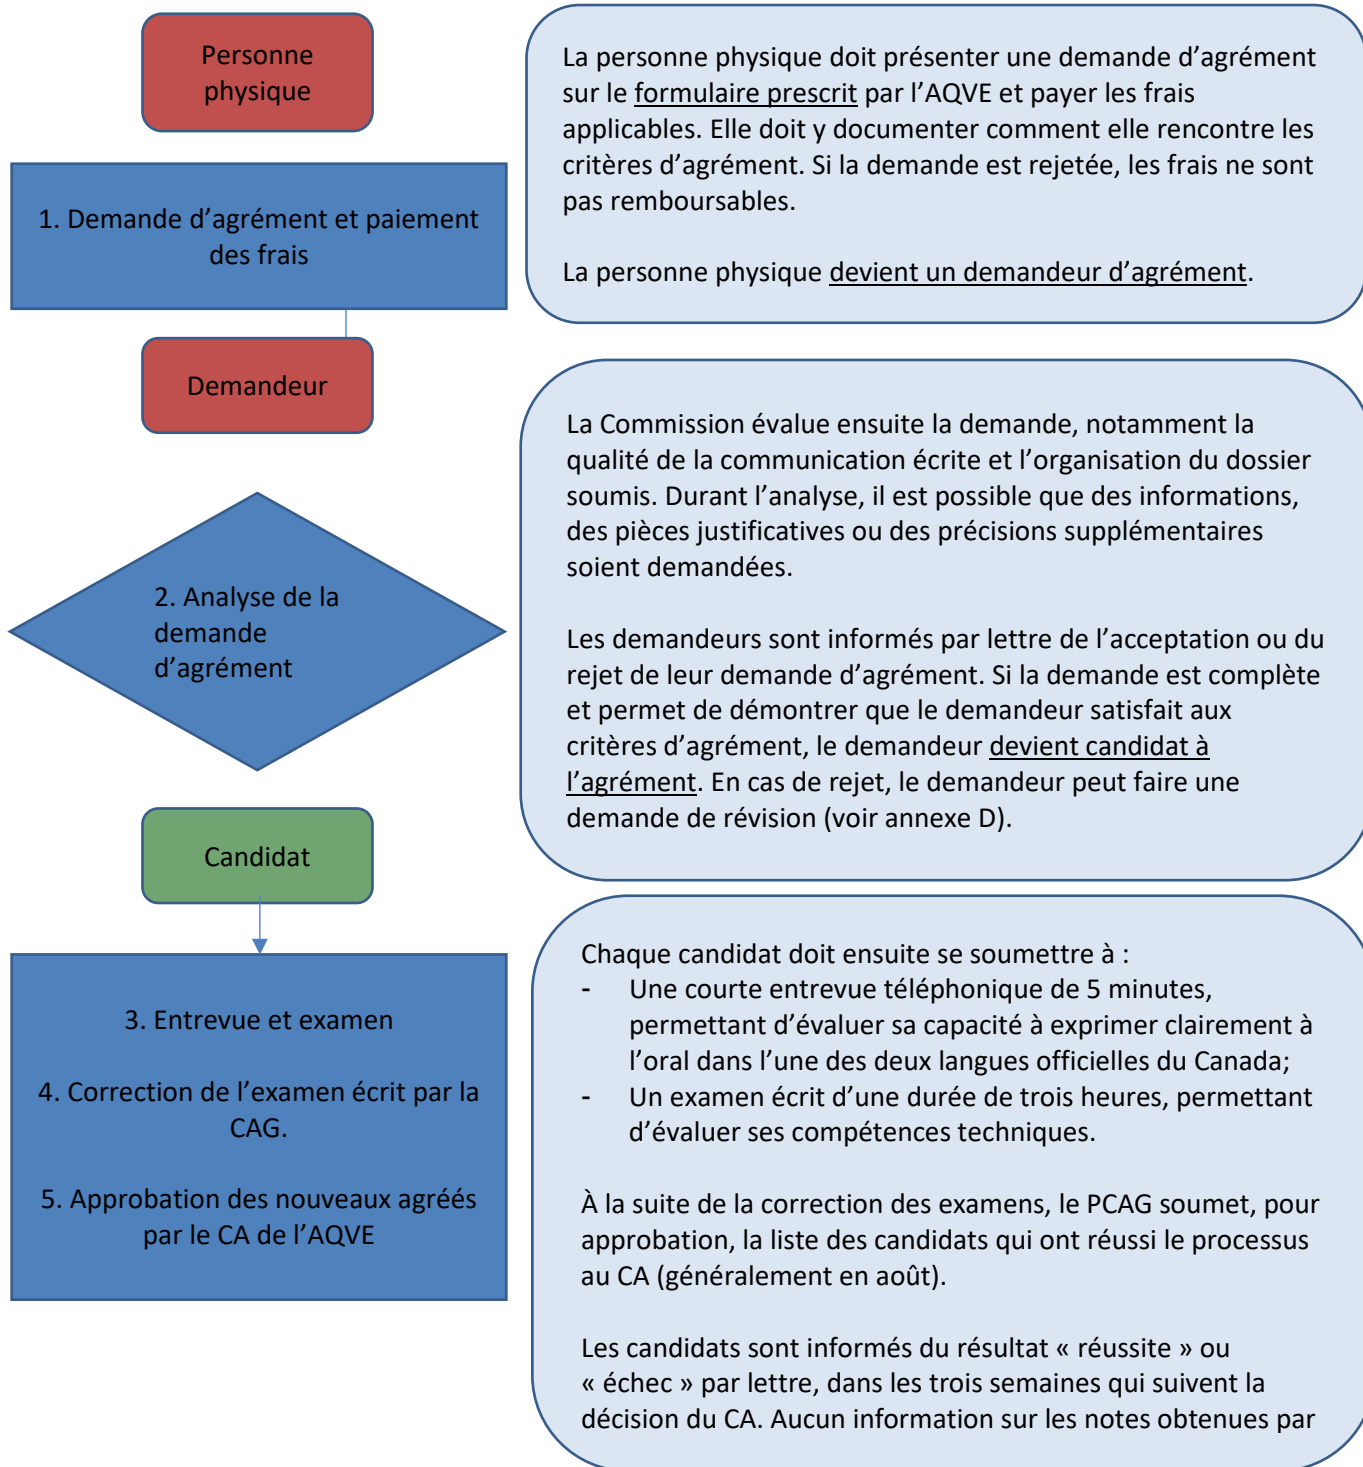 Personne
physique
La personne physique doit présenter une demande d’agrément
sur le formulaire prescrit par l’AQVE et payer les frais
applicables. Elle doit y documenter comment elle rencontre les
critères d’agrément. Si la demande est rejetée, les frais ne sont
pas remboursables.
La personne physique devient un demandeur d’agrément.
1. Demande d’agrément et paiement
des frais
Demandeur
La Commission évalue ensuite la demande, notamment la
qualité de la communication écrite et l’organisation du dossier
soumis. Durant l’analyse, il est possible que des informations,
des pièces justificatives ou des précisions supplémentaires
soient demandées.
Les demandeurs sont informés par lettre de l’acceptation ou du
rejet de leur demande d’agrément. Si la demande est complète
et permet de démontrer que le demandeur satisfait aux
critères d’agrément, le demandeur devient candidat à
l’agrément. En cas de rejet, le demandeur peut faire une
demande de révision (voir annexe D).
2. Analyse de la
demande
d’agrément
Candidat
3. Entrevue et examen
4. Correction de l’examen écrit par la
CAG.
5. Approbation des nouveaux agréés
par le CA de l’AQVE
Chaque candidat doit ensuite se soumettre à :
- Une courte entrevue téléphonique de 5 minutes,
permettant d’évaluer sa capacité à exprimer clairement à
l’oral dans l’une des deux langues officielles du Canada;
- Un examen écrit d’une durée de trois heures, permettant
d’évaluer ses compétences techniques.
À la suite de la correction des examens, le PCAG soumet, pour
approbation, la liste des candidats qui ont réussi le processus
au CA (généralement en août).
Les candidats sont informés du résultat « réussite » ou
« échec » par lettre, dans les trois semaines qui suivent la
décision du CA. Aucun information sur les notes obtenues par